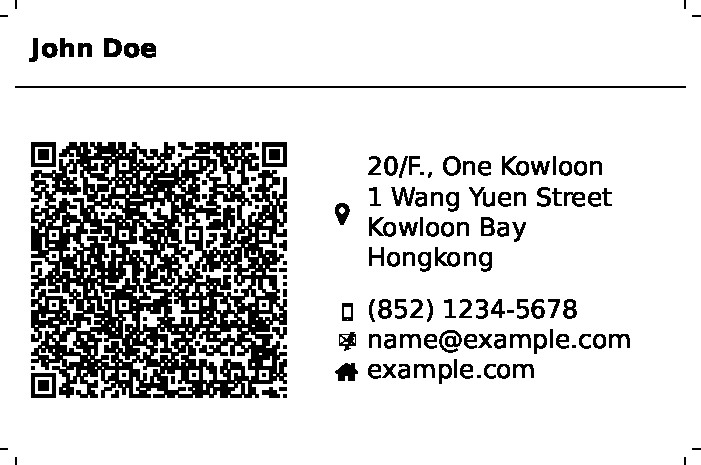 John Doe
20/F., One Kowloon
1 Wang Yuen Street
Kowloon Bay
Hongkong
(852) 1234-5678
name@example.com
example.com